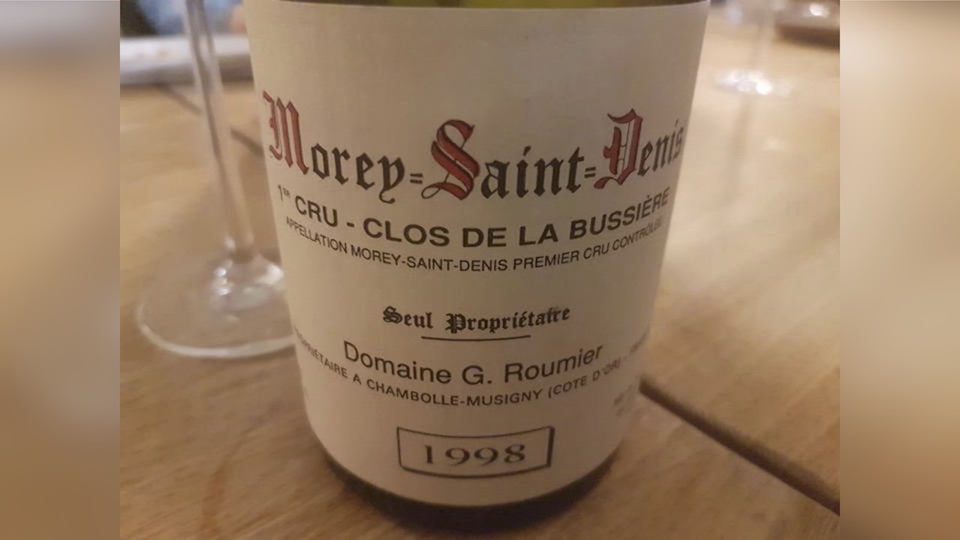 Morey-Saint-Denis
1ER CRU - CLOS DE LA BUSSIÈRE
APPELLATION MOREY-SAINT-DENIS PREMIER CRU CONTROLÉE
Seul Propriétaire
Domaine G. Roumier
PROPRIÉTAIRE A CHAMBOLLE-MUSIGNY (COTE D'OR) -
1998